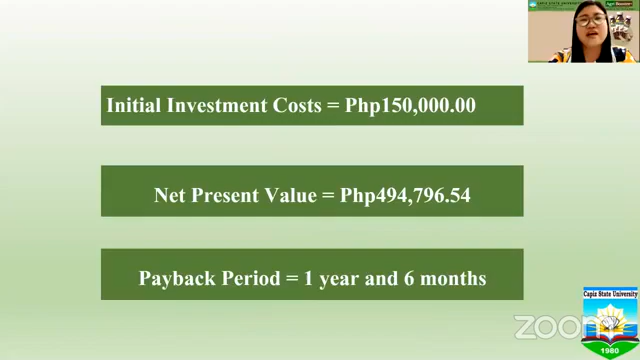 Initial Investment Costs = Php150,000.00
Net Present Value = Php494,796.54
Payback Period = 1 year and 6 months
Capiz State University
zoom
1980